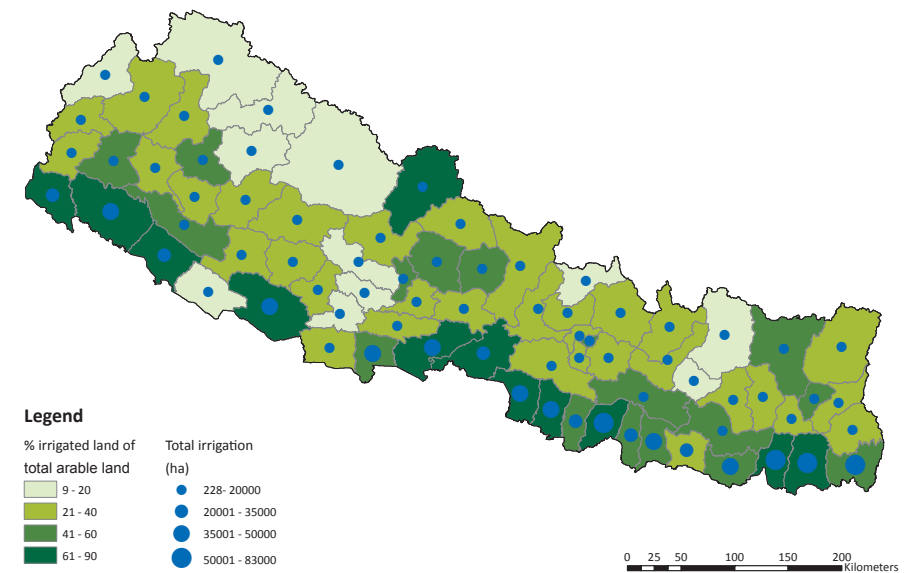 Legend
% irrigated land of
total arable land
9 - 20
21 - 40
41 - 60
61 - 90
Total irrigation
(ha)
228- 20000
20001 - 35000
35001 - 50000
50001 - 83000
0 25 50 100 150 200
Kilometers